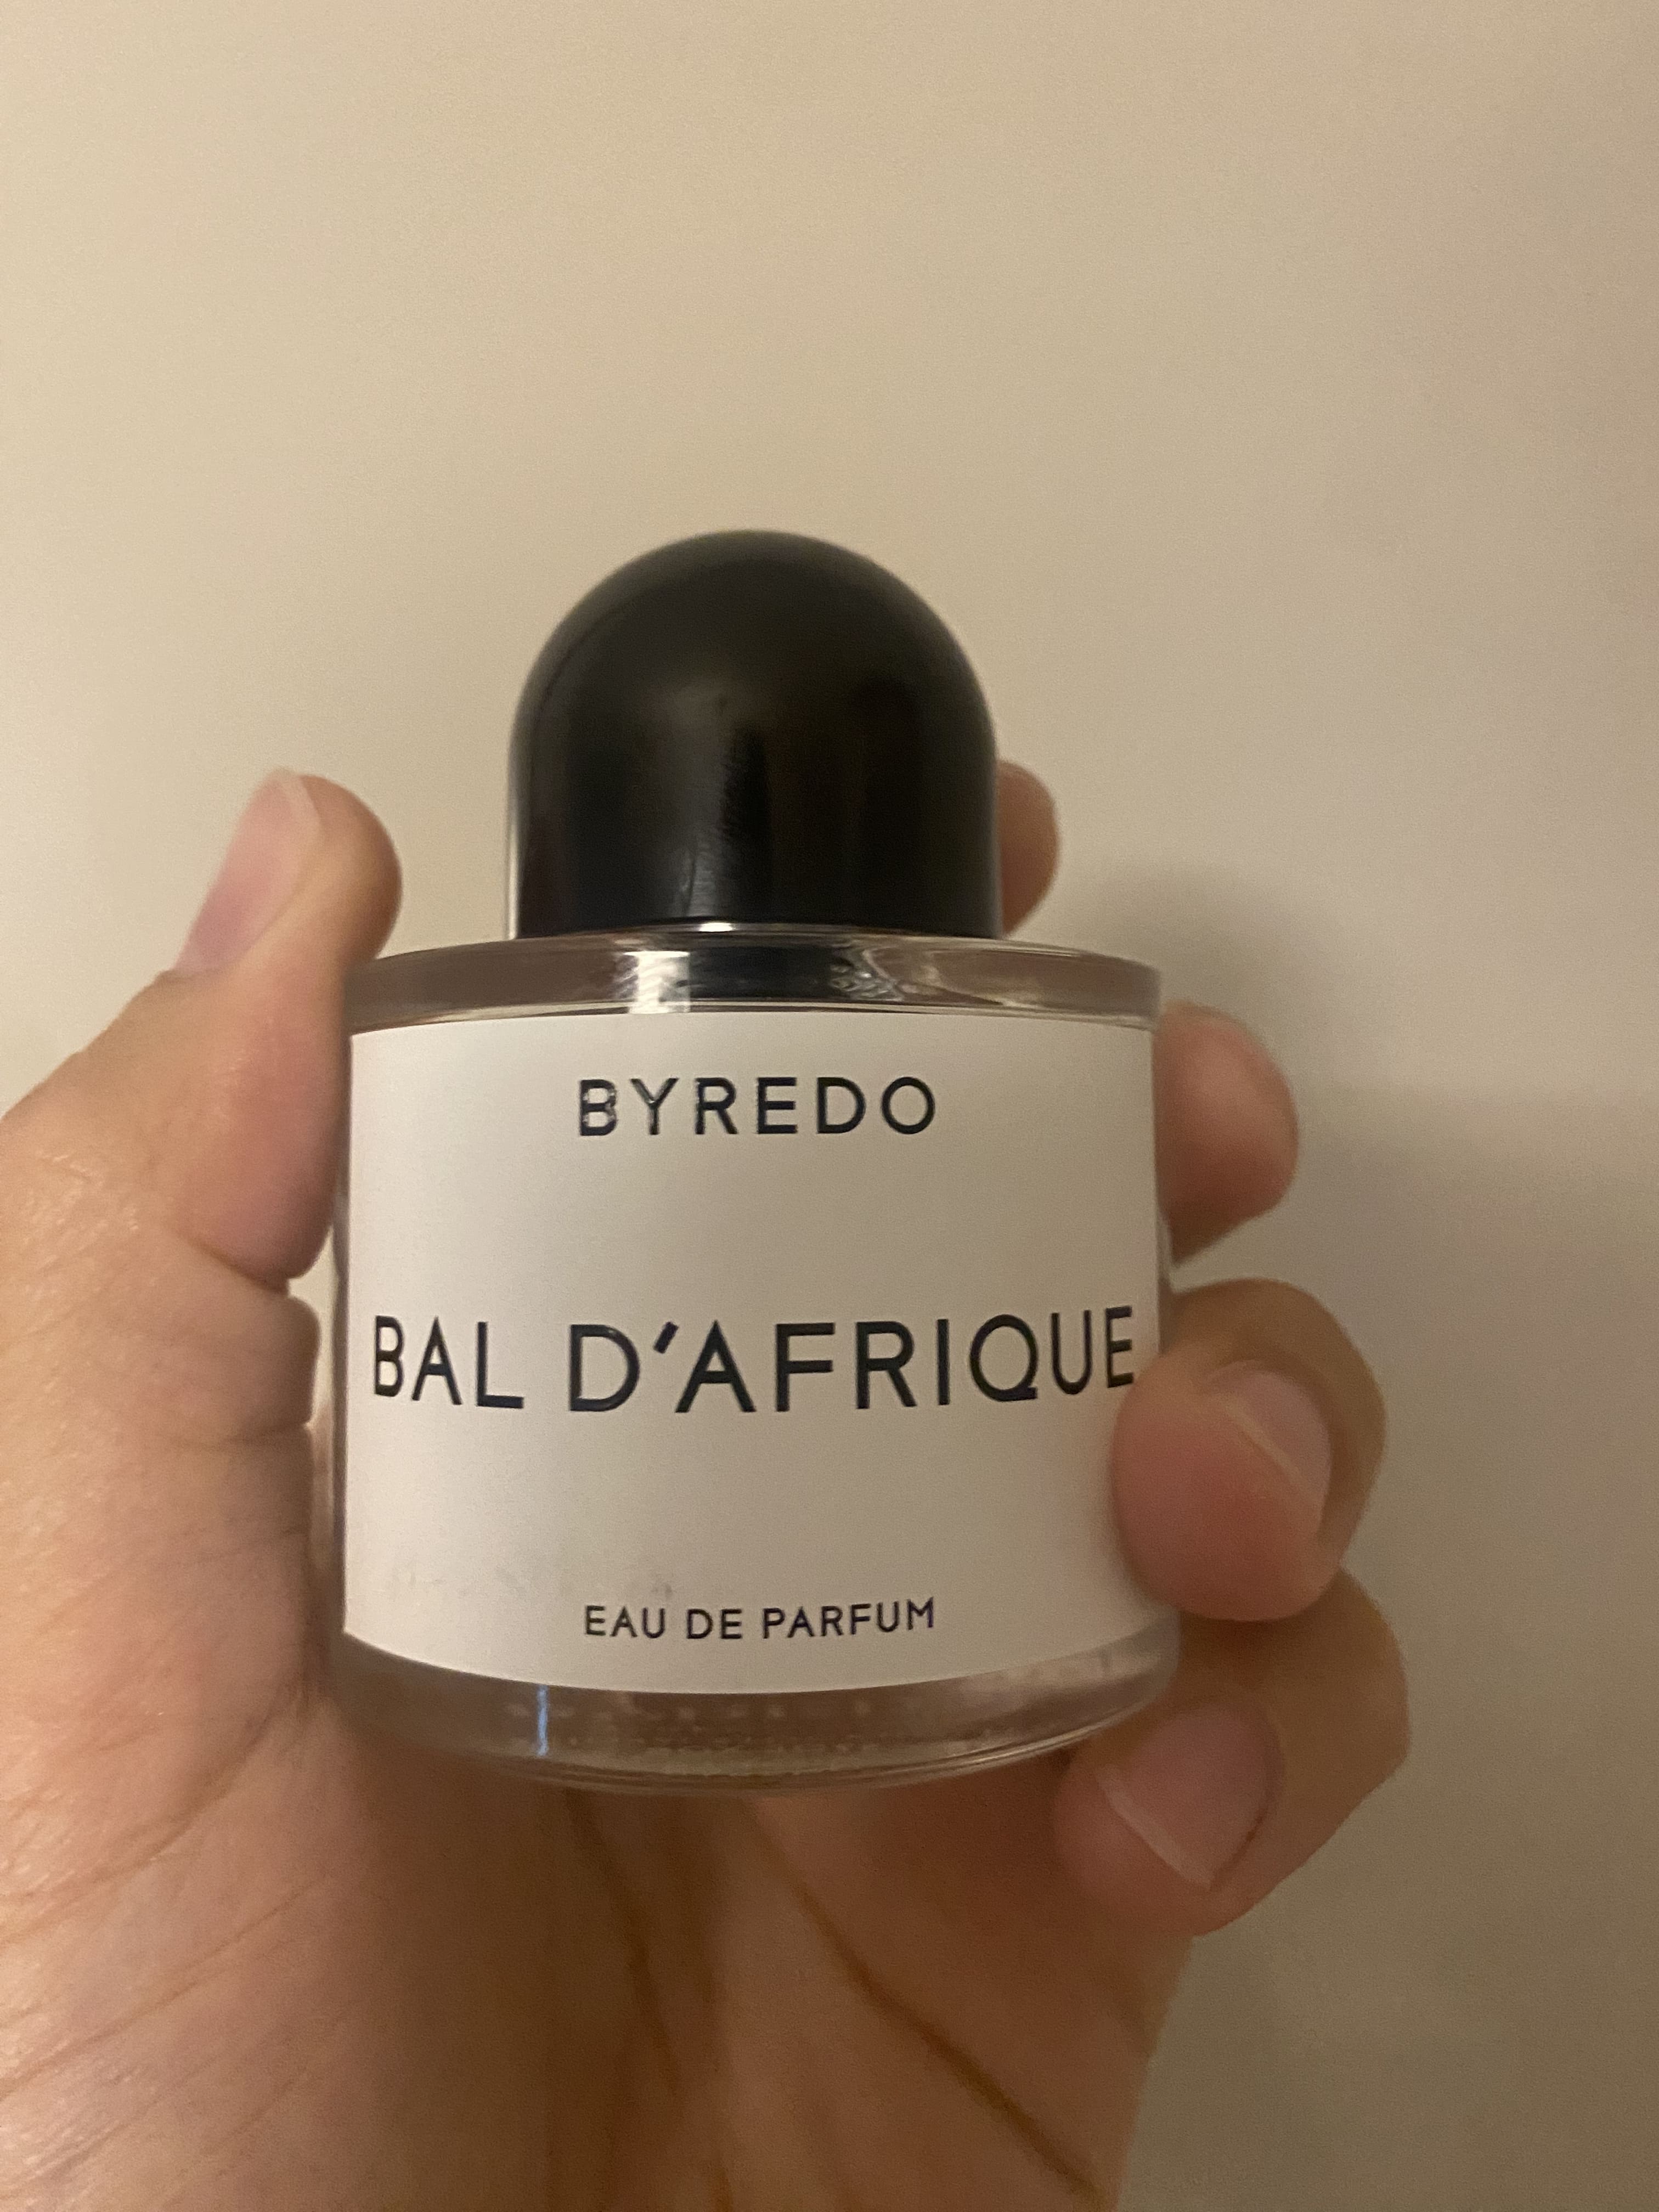 BYREDO
BAL D'AFRIQUE
EAU DE PARFUM